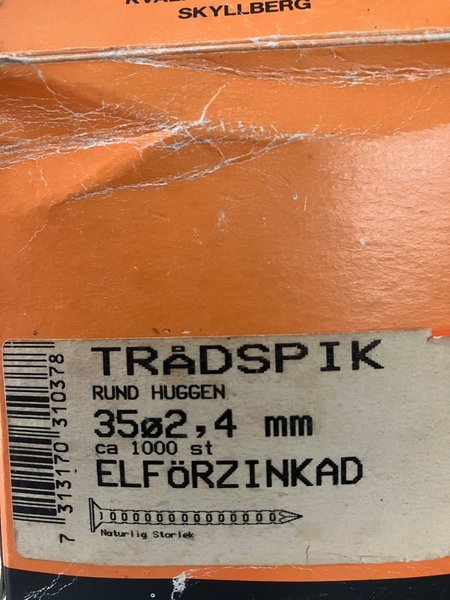 SKYLLBERG
TRÅDSPIK
RUND HUGGEN
35ø2,4 mm
ca 1000 st
ELFÖRZINKAD
Naturlig Storlek
7 313170 310378